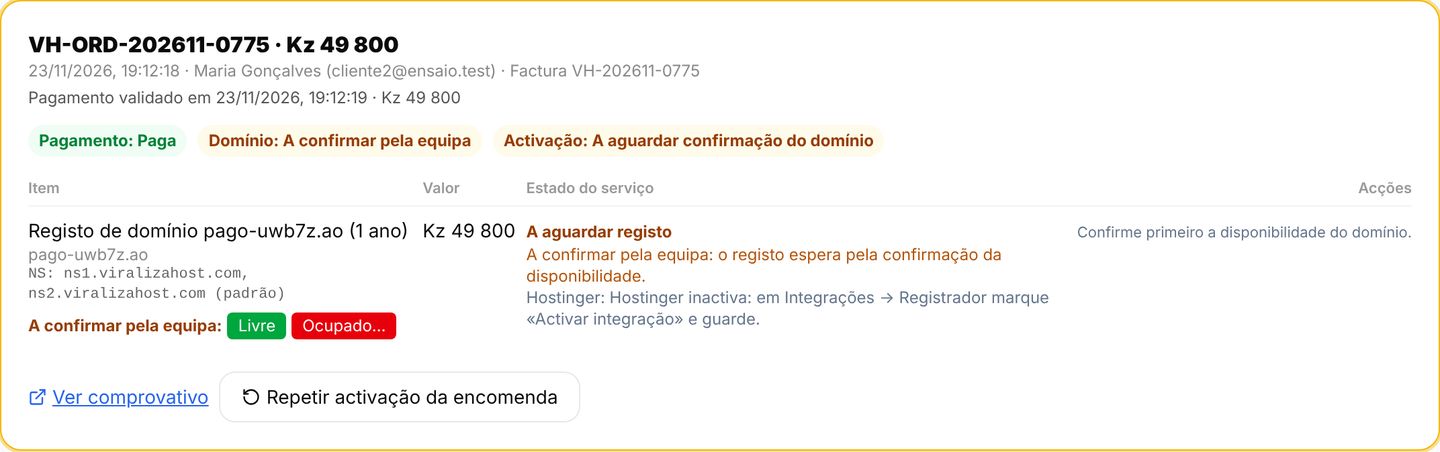 VH-ORD-202611-0775 · Kz 49 800
23/11/2026, 19:12:18 · Maria Gonçalves (cliente2@ensaio.test) · Factura VH-202611-0775
Pagamento validado em 23/11/2026, 19:12:19 · Kz 49 800
Pagamento: Paga Domínio: A confirmar pela equipa Activação: A aguardar confirmação do domínio
Item Valor Estado do serviço Acções
Registo de domínio pago-uwb7z.ao (1 ano) Kz 49 800 A aguardar registo Confirme primeiro a disponibilidade do domínio.
pago-uwb7z.ao
NS: ns1.viralizahost.com,
ns2.viralizahost.com (padrão)
A confirmar pela equipa: Livre Ocupado...
A confirmar pela equipa: o registo espera pela confirmação da
disponibilidade.
Hostinger: Hostinger inactiva: em Integrações → Registrador marque
«Activar integração» e guarde.
Ver comprovativo Repetir activação da encomenda